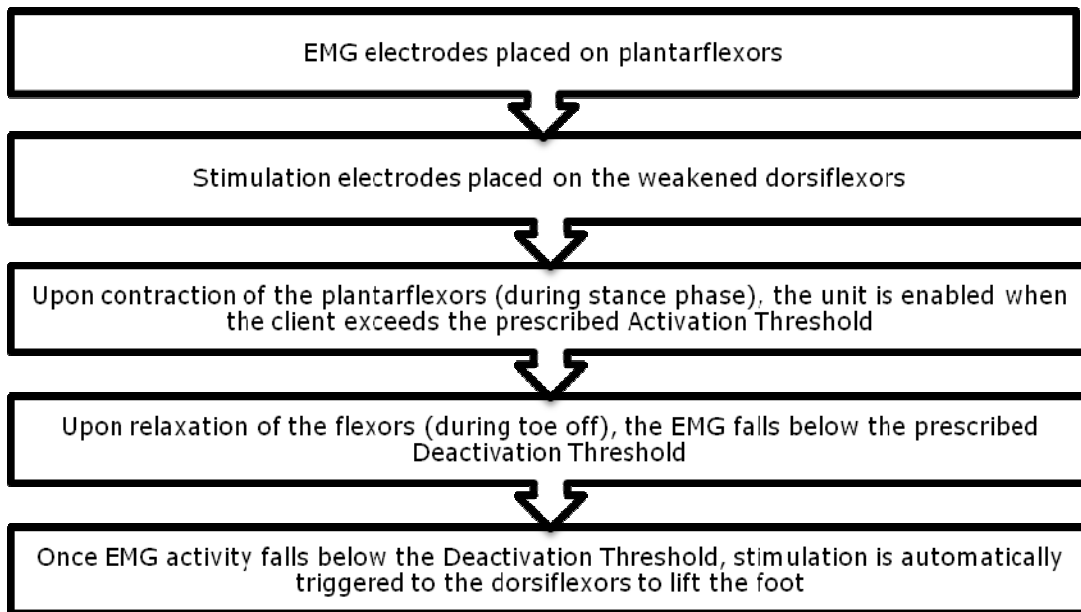 EMG electrodes placed on plantarflexors
Stimulation electrodes placed on the weakened dorsiflexors
Upon contraction of the plantarflexors (during stance phase), the unit is enabled when
the client exceeds the prescribed Activation Threshold
Upon relaxation of the flexors (during toe off), the EMG falls below the prescribed
Deactivation Threshold
Once EMG activity falls below the Deactivation Threshold, stimulation is automatically
triggered to the dorsiflexors to lift the foot